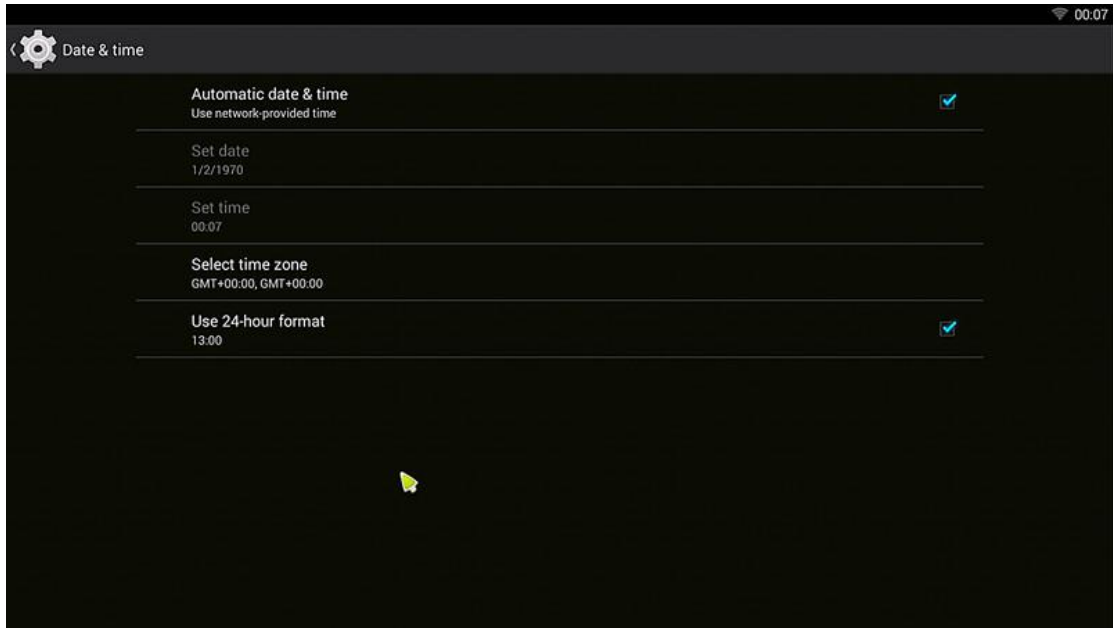 00:07
Date & time
Automatic date & time
Use network-provided time
Set date
1/2/1970
Set time
00:07
Select time zone
GMT+00:00, GMT+00:00
Use 24-hour format
13:00